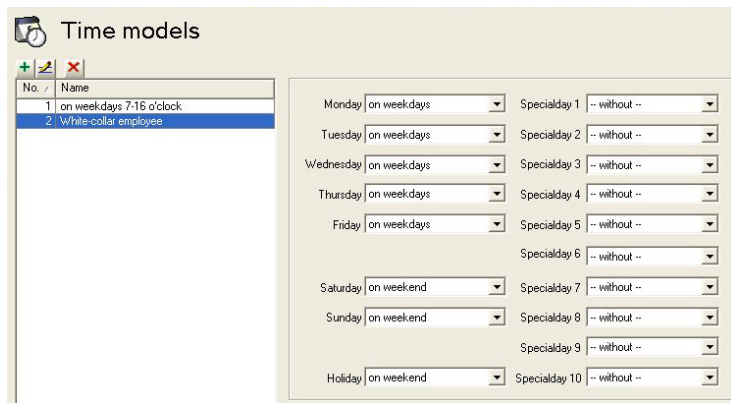 Time models
No. / Name
1 on weekdays 7-16 o'clock
2 White-collar employee
Monday on weekdays Specialday 1 -- without --
Tuesday on weekdays Specialday 2 -- without --
Wednesday on weekdays Specialday 3 -- without --
Thursday on weekdays Specialday 4 -- without --
Friday on weekdays Specialday 5 -- without --
Specialday 6 -- without --
Saturday on weekend Specialday 7 -- without --
Sunday on weekend Specialday 8 -- without --
Specialday 9 -- without --
Holiday on weekend Specialday 10 -- without --